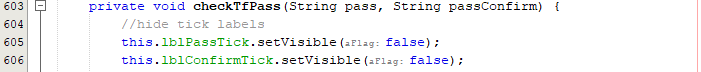 603 private void checkTfPass(String pass, String passConfirm) {
604 //hide tick labels
605 this.lblPassTick.setVisible(aFlag: false);
606 this.lblConfirmTick.setVisible(aFlag: false);